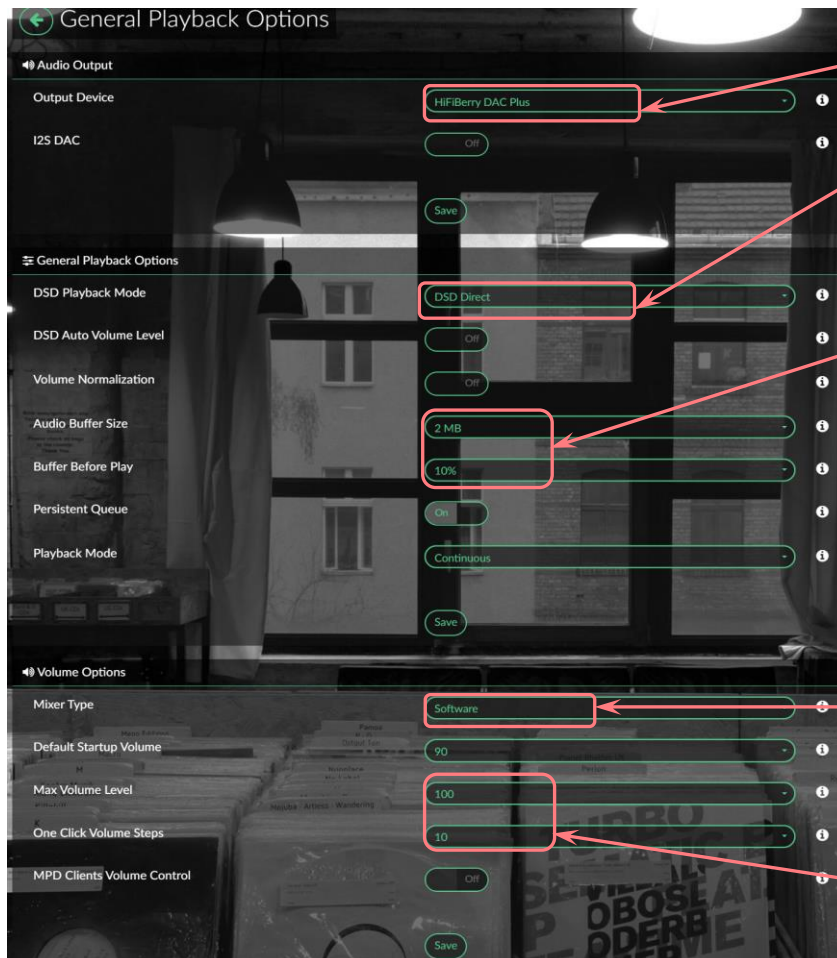 General Playback Options
Audio Output
Output Device
HiFiBerry DAC Plus
I2S DAC
Off
Save
General Playback Options
DSD Playback Mode
DSD Direct
DSD Auto Volume Level
Off
Volume Normalization
Off
Audio Buffer Size
2 MB
Buffer Before Play
10%
Persistent Queue
On
Playback Mode
Continuous
Save
Volume Options
Mixer Type
Software
Default Startup Volume
90
Max Volume Level
100
One Click Volume Steps
10
MPD Clients Volume Control
Off
Save